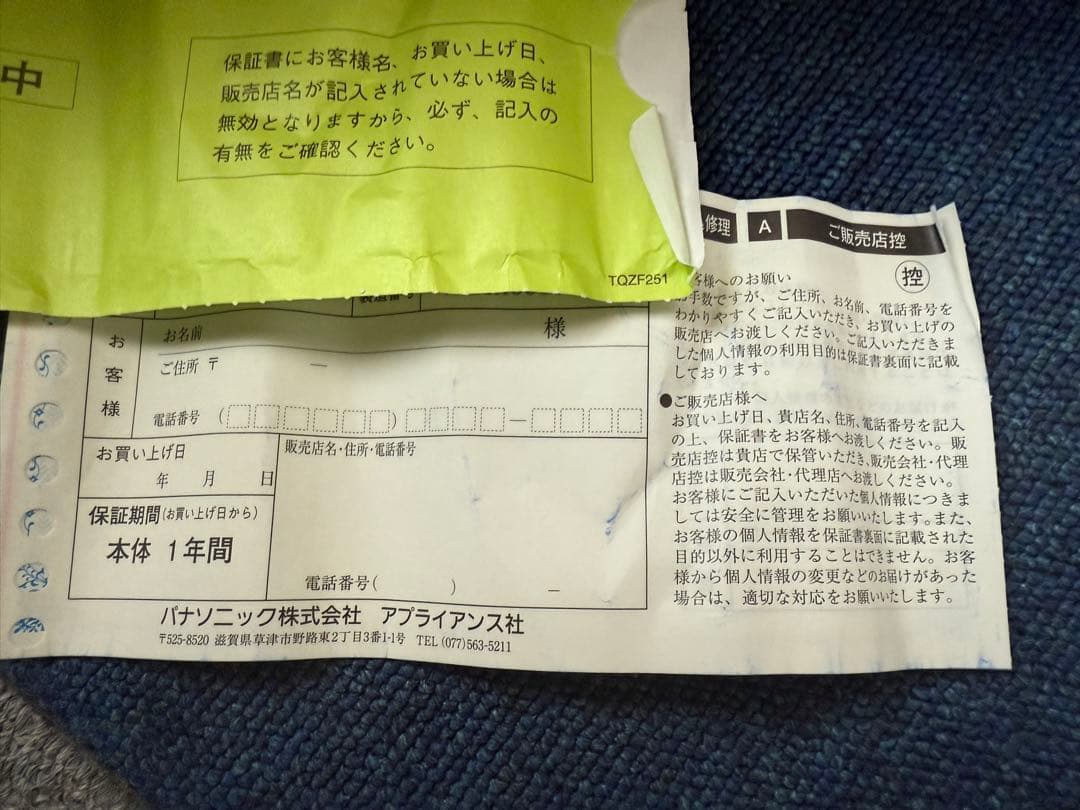 中
保証書にお客様名、お買い上げ日、
販売店名が記入されていない場合は
無効となりますから、必ず、記入の
有無をご確認ください。
TQZF251
修理
A
ご販売店控
控
客様へのお願い
お手数ですが、ご住所、お名前、電話番号を
わかりやすくご記入いただき、お買い上げの
販売店へお渡しください。ご記入いただきま
した個人情報の利用目的は保証書裏面に記載
しております。
●ご販売店様へ
お買い上げ日、貴店名、住所、電話番号を記入
の上、保証書をお客様へお渡しください。販
売店控は貴店で保管いただき、販売会社・代理
店控は販売会社・代理店へお渡しください。
お客様にご記入いただいた個人情報につきま
しては安全に管理をお願いいたします。また、
お客様の個人情報を保証書裏面に記載された
目的以外に利用することはできません。お客
様から個人情報の変更などのお届けがあった
場合は、適切な対応をお願いいたします。
製造番号
お客様
お名前 様
ご住所 〒 ー
電話番号 ( ) ー
お買い上げ日
年 月 日
保証期間(お買い上げ日から)
本体 1年間
販売店名・住所・電話番号
電話番号( ) ー
パナソニック株式会社 アプライアンス社
〒525-8520 滋賀県草津市野路東2丁目3番1-1号 TEL (077)563-5211